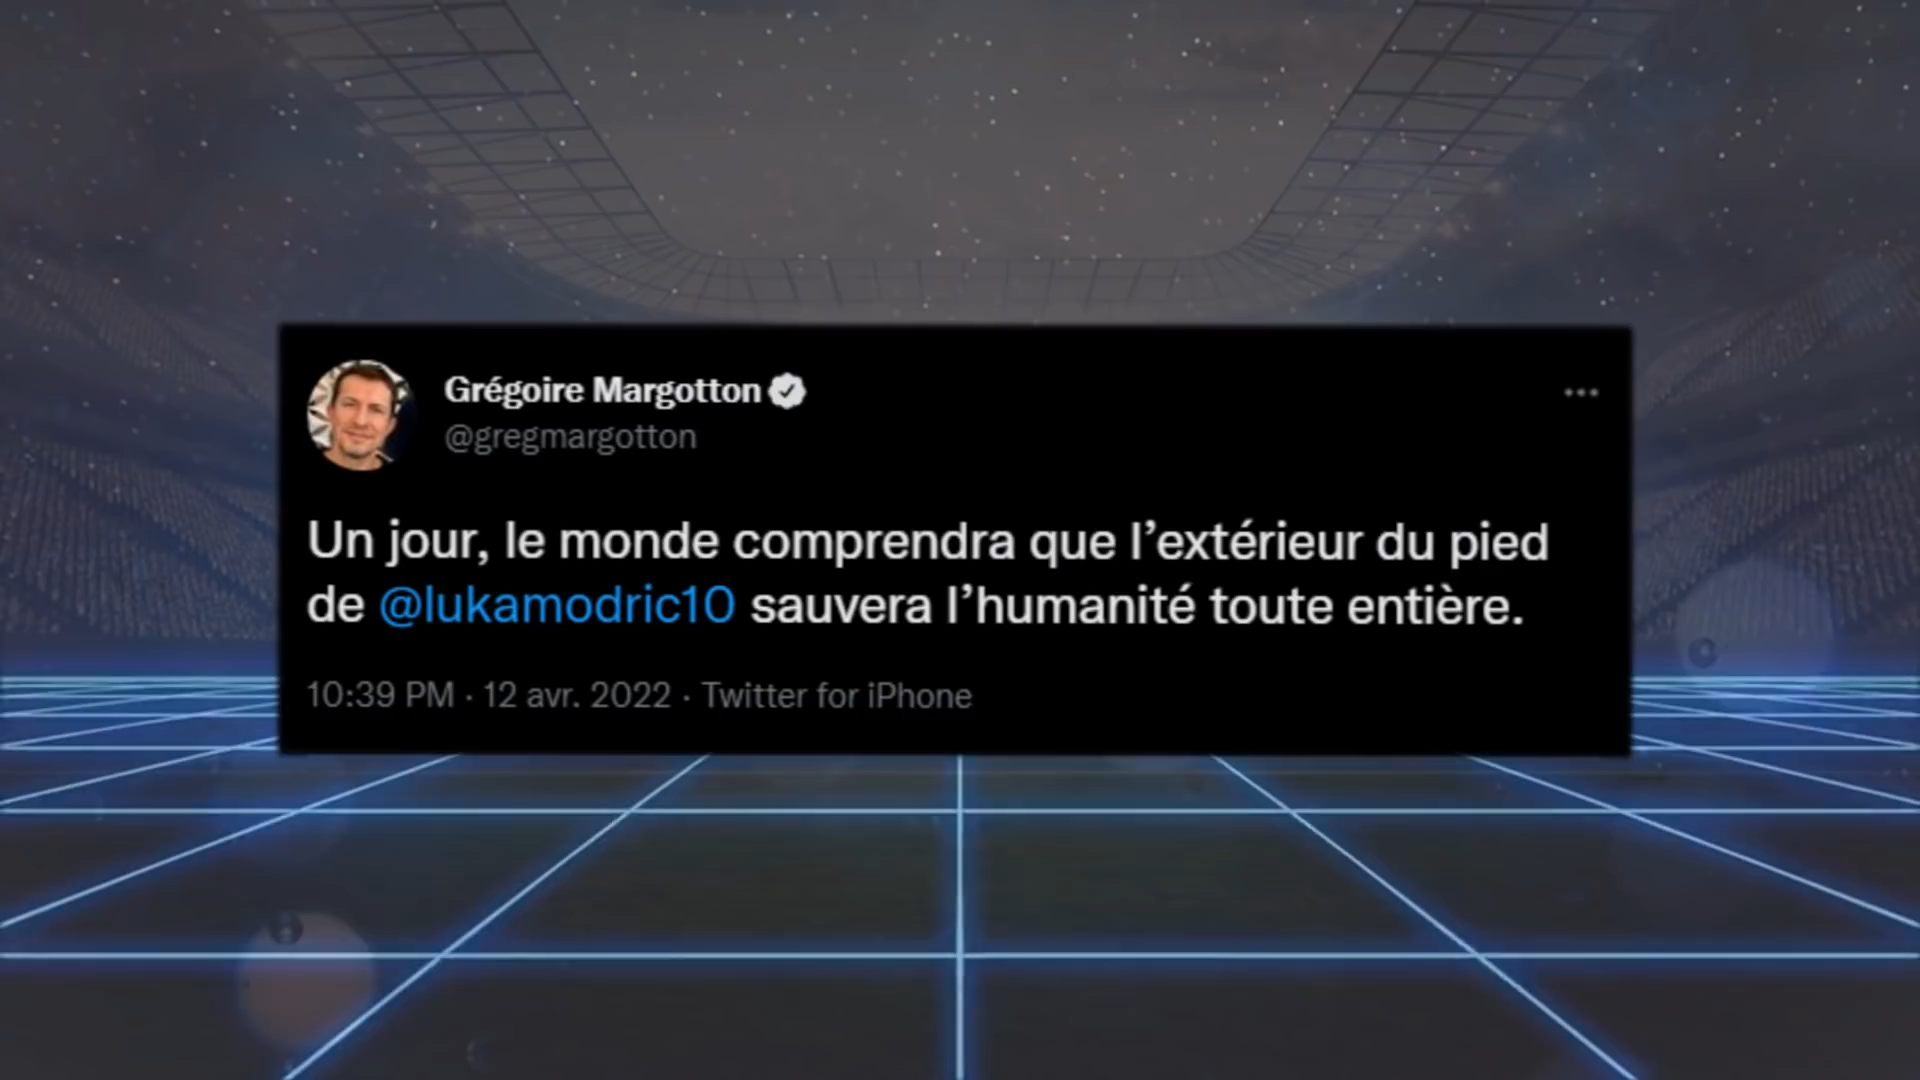 Grégoire Margotton
@gregmargotton
Un jour, le monde comprendra que l’extérieur du pied
de @lukamodric10 sauvera l’humanité toute entière.
10:39 PM · 12 avr. 2022 · Twitter for iPhone